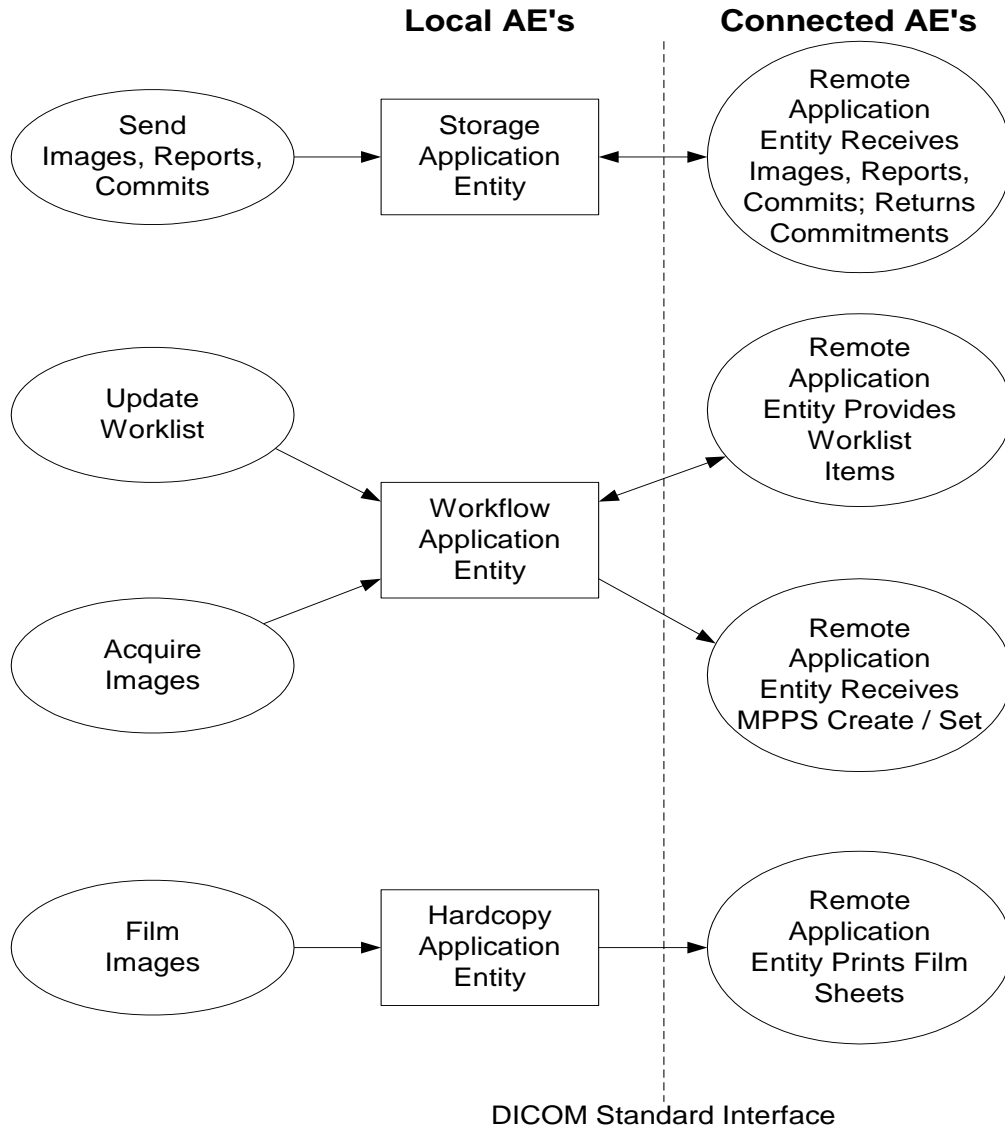 Local AE's
Connected AE's
Send
Images, Reports,
Commits
Storage
Application
Entity
Remote
Application
Entity Receives
Images, Reports,
Commits; Returns
Commitments
Update
Worklist
Remote
Application
Entity Provides
Worklist
Items
Workflow
Application
Entity
Acquire
Images
Remote
Application
Entity Receives
MPPS Create / Set
Film
Images
Hardcopy
Application
Entity
Remote
Application
Entity Prints Film
Sheets
DICOM Standard Interface